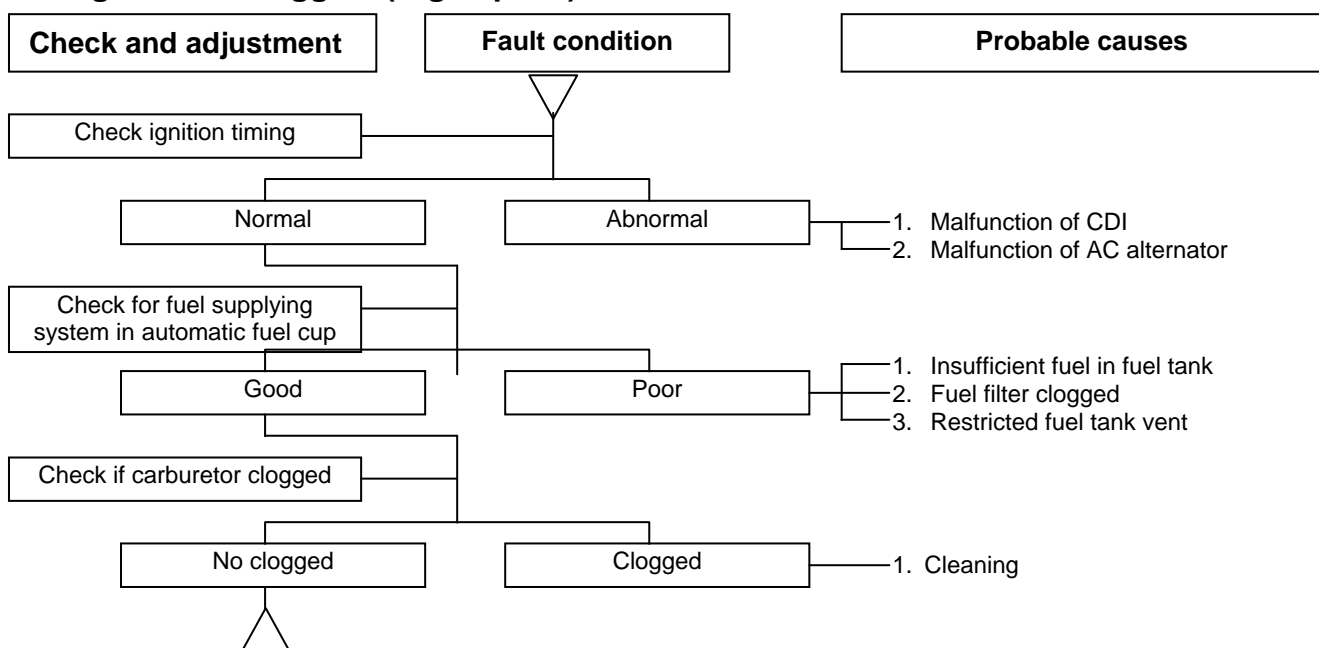 Check and adjustment
Fault condition
Probable causes
Check ignition timing
Normal
Abnormal
1. Malfunction of CDI
2. Malfunction of AC alternator
Check for fuel supplying
system in automatic fuel cup
Good
Poor
1. Insufficient fuel in fuel tank
2. Fuel filter clogged
3. Restricted fuel tank vent
Check if carburetor clogged
No clogged
Clogged
1. Cleaning